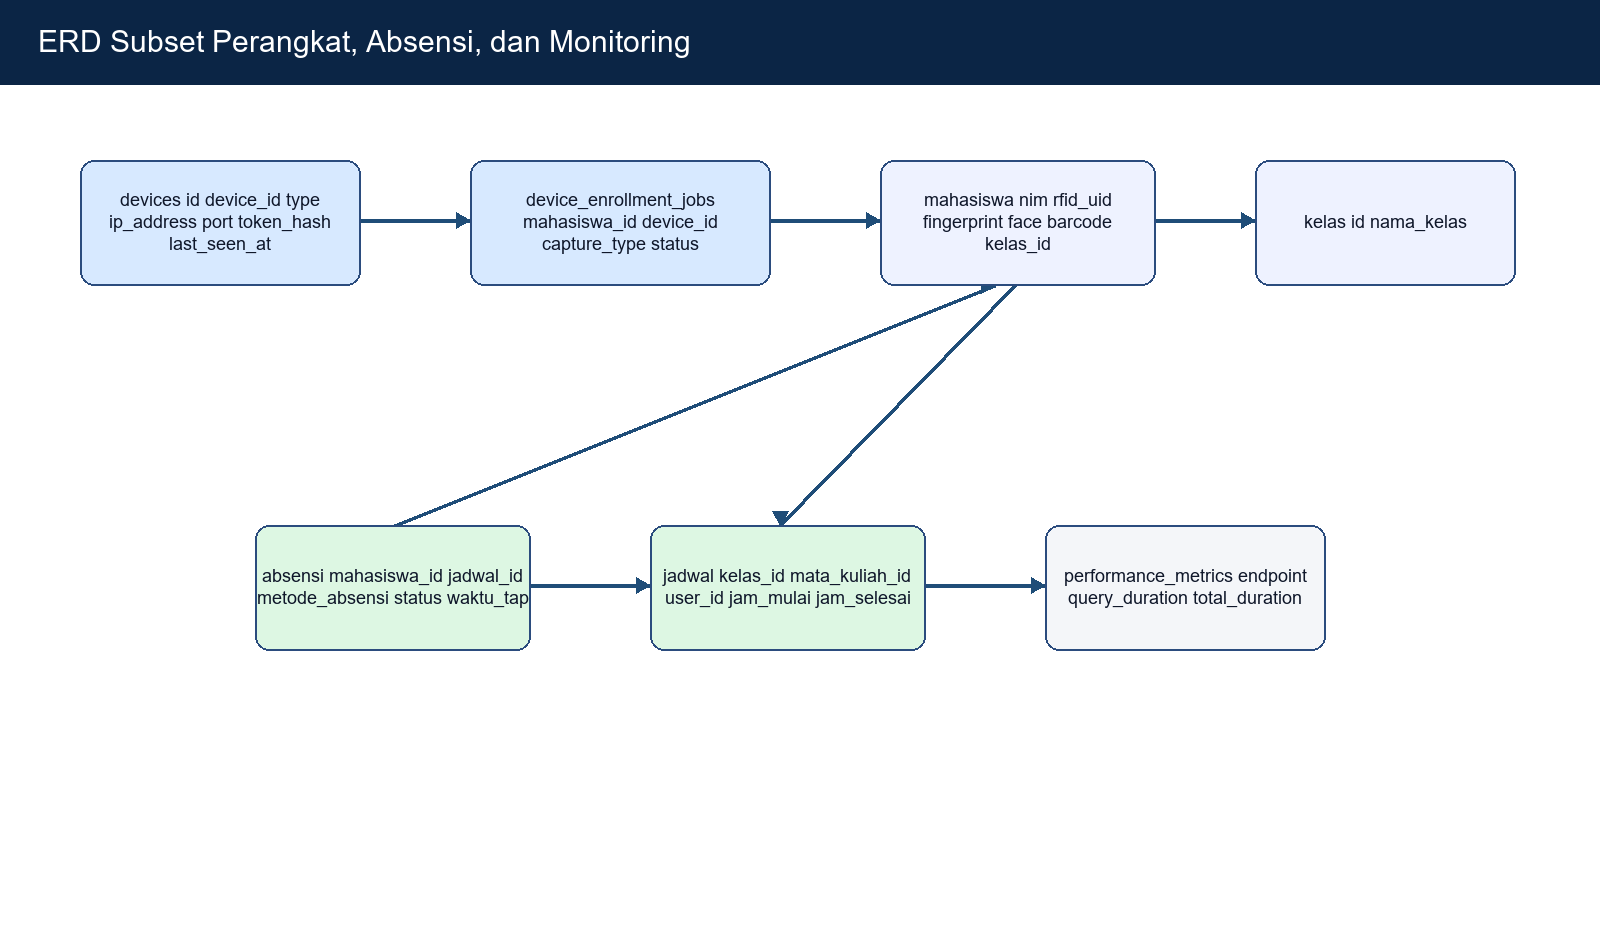 ERD Subset Perangkat, Absensi, dan Monitoring
devices id device_id type
ip_address port token_hash
last_seen_at
device_enrollment_jobs
mahasiswa_id device_id
capture_type status
mahasiswa nim rfid_uid
fingerprint face barcode
kelas_id
kelas id nama_kelas
absensi mahasiswa_id jadwal_id
metode_absensi status waktu_tap
jadwal kelas_id mata_kuliah_id
user_id jam_mulai jam_selesai
performance_metrics endpoint
query_duration total_duration